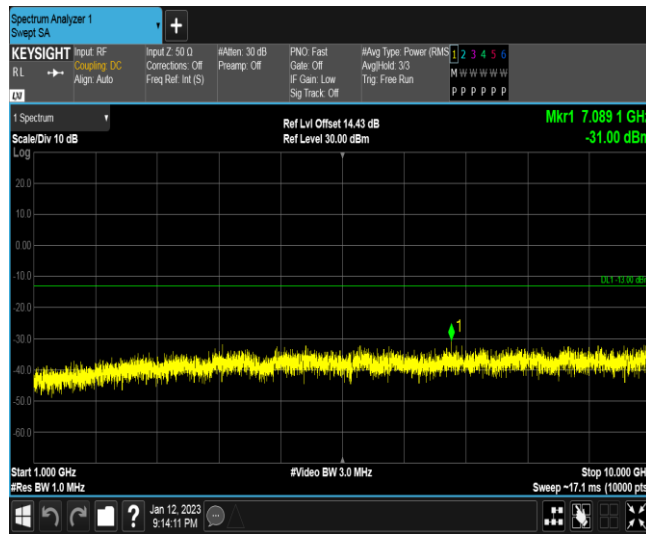 Spectrum Analyzer 1
Swept SA
+
KEYSIGHT Input: RF Input Z: 50 Ω #Atten: 30 dB PNO: Fast #Avg Type: Power (RMS 1 2 3 4 5 6
RL Coupling: DC Corrections: Off Preamp: Off Gate: Off Avg|Hold: 3/3 M W W W W W
Align: Auto Freq Ref: Int (S) IF Gain: Low Trig: Free Run
LXI Sig Track: Off P P P P P P
1 Spectrum Ref Lvl Offset 14.43 dB Mkr1 7.089 1 GHz
Scale/Div 10 dB Ref Level 30.00 dBm -31.00 dBm
Log
20.0
10.0
0.00
-10.0
DL1 -13.00 dBm
-20.0
-30.0
1
-40.0
-50.0
-60.0
Start 1.000 GHz #Video BW 3.0 MHz Stop 10.000 GH
#Res BW 1.0 MHz Sweep ~17.1 ms (10000 pts
? Jan 12, 2023
9:14:11 PM